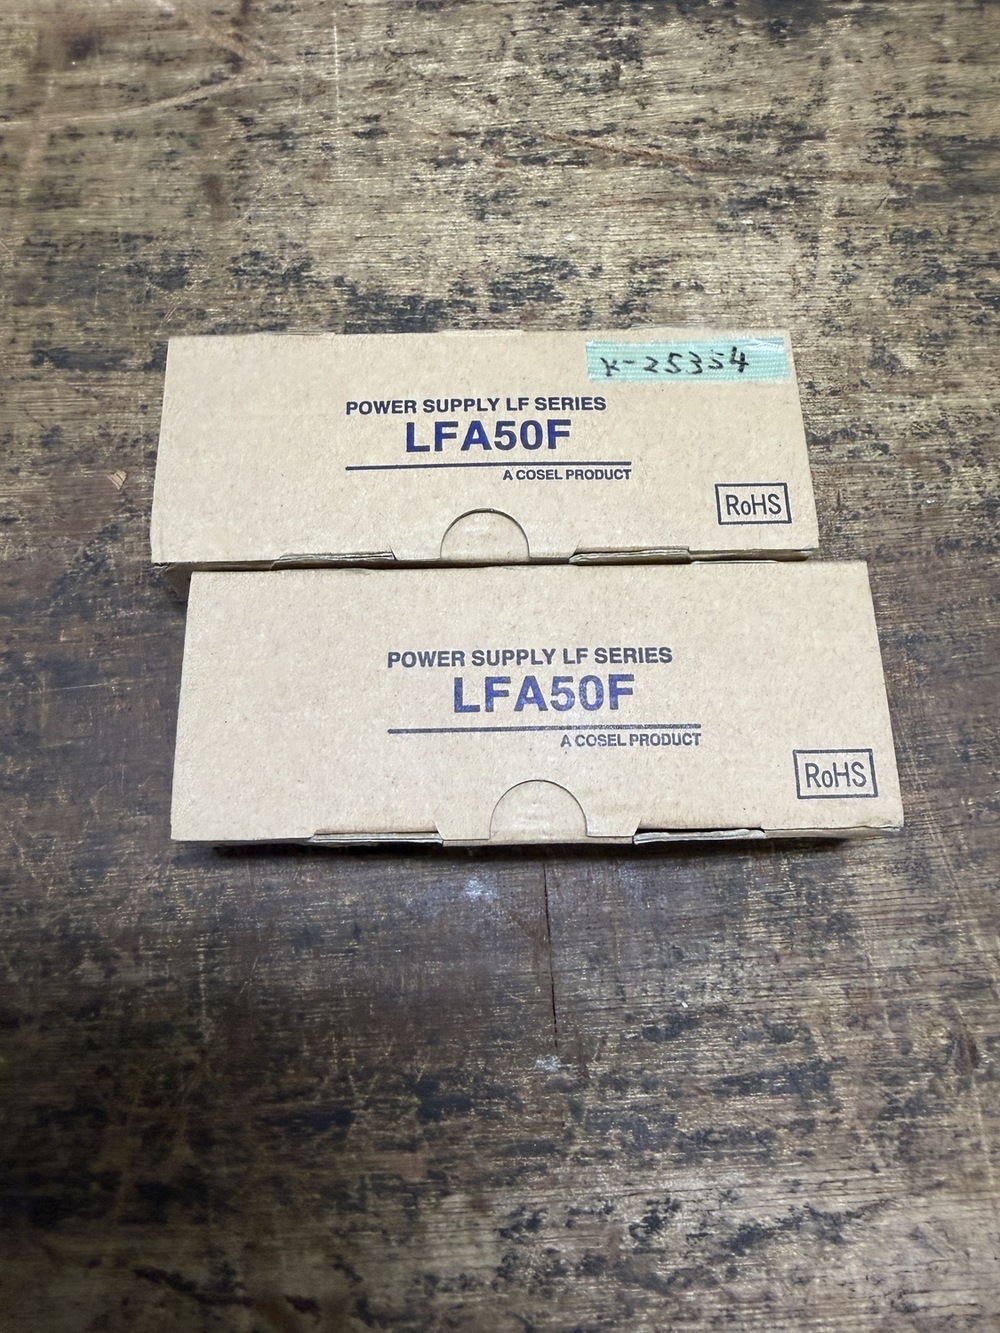 K-25354
POWER SUPPLY LF SERIES
LFA50F
A COSEL PRODUCT
RoHS
POWER SUPPLY LF SERIES
LFA50F
A COSEL PRODUCT
RoHS